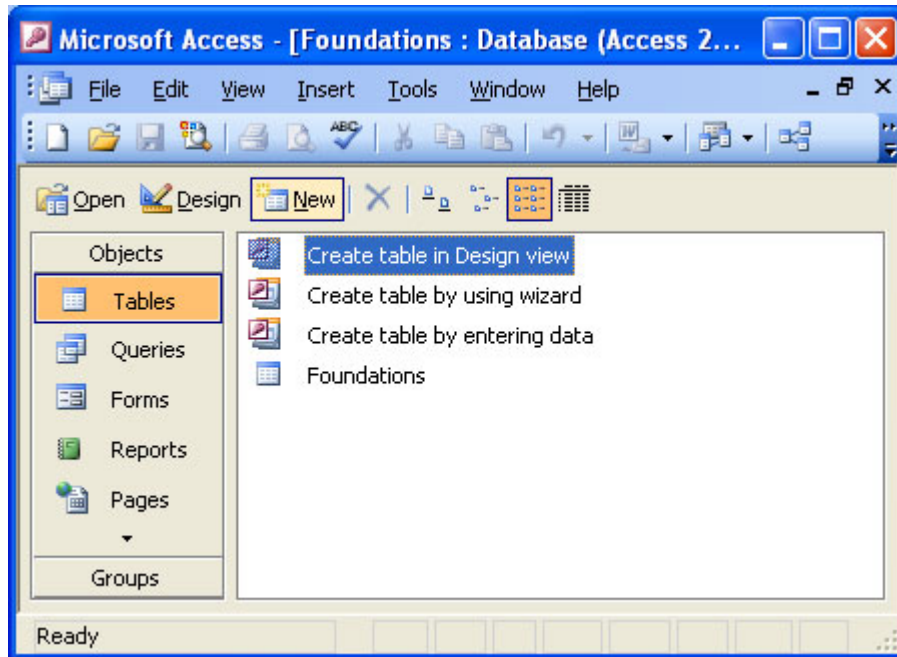 Microsoft Access - [Foundations : Database (Access 2...
File Edit View Insert Tools Window Help
ABC
W
Open Design New
Objects
Create table in Design view
Tables
Create table by using wizard
Create table by entering data
Queries
Foundations
Forms
Reports
Pages
Groups
Ready